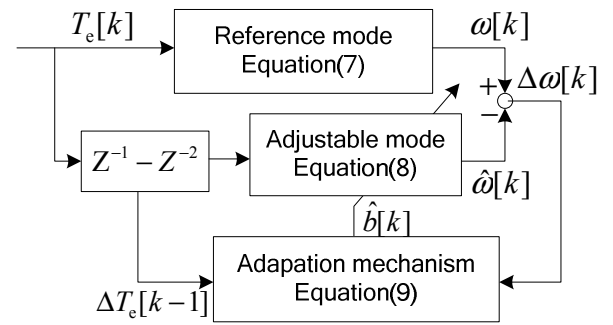 T_e[k]
Reference mode
Equation(7)
ω[k]
+
Δω[k]
−
Z⁻¹ − Z⁻²
Adjustable mode
Equation(8)
ω̂[k]
b̂[k]
Adapation mechanism
Equation(9)
ΔT_e[k−1]